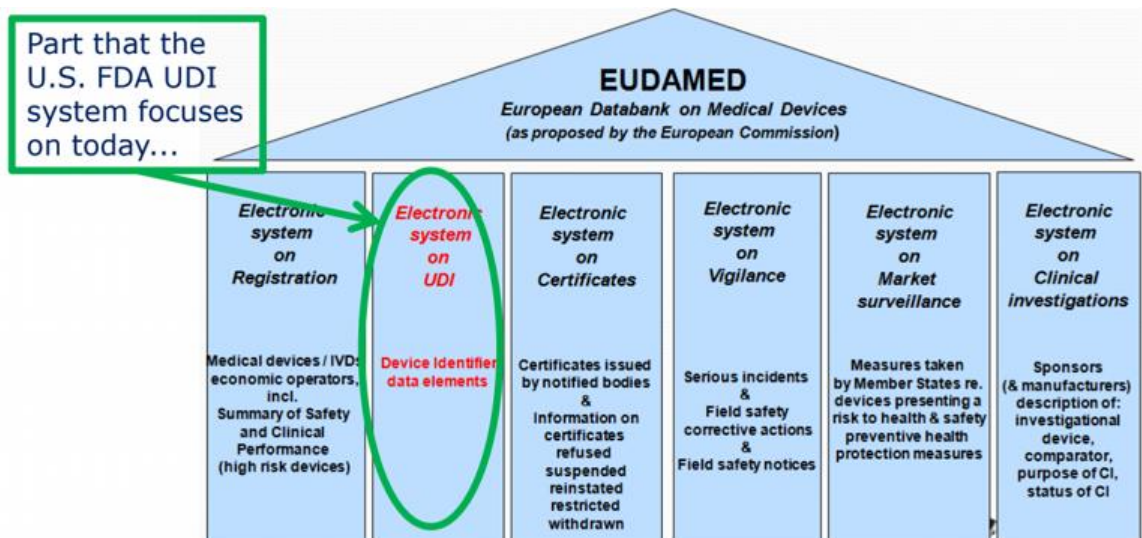 Part that the
U.S. FDA UDI
system focuses
on today...
EUDAMED
European Databank on Medical Devices
(as proposed by the European Commission)
Electronic
system
on
Registration
Medical devices / IVDs
economic operators,
incl.
Summary of Safety
and Clinical
Performance
(high risk devices)
Electronic
system
on
UDI
Device Identifier
data elements
Electronic
system
on
Certificates
Certificates issued
by notified bodies
&
Information on
certificates
refused
suspended
reinstated
restricted
withdrawn
Electronic
system
on
Vigilance
Serious incidents
&
Field safety
corrective actions
&
Field safety notices
Electronic
system
on
Market
surveillance
Measures taken
by Member States re.
devices presenting a
risk to health & safety
preventive health
protection measures
Electronic
system
on
Clinical
investigations
Sponsors
(& manufacturers)
description of:
investigational
device,
comparator,
purpose of CI,
status of CI